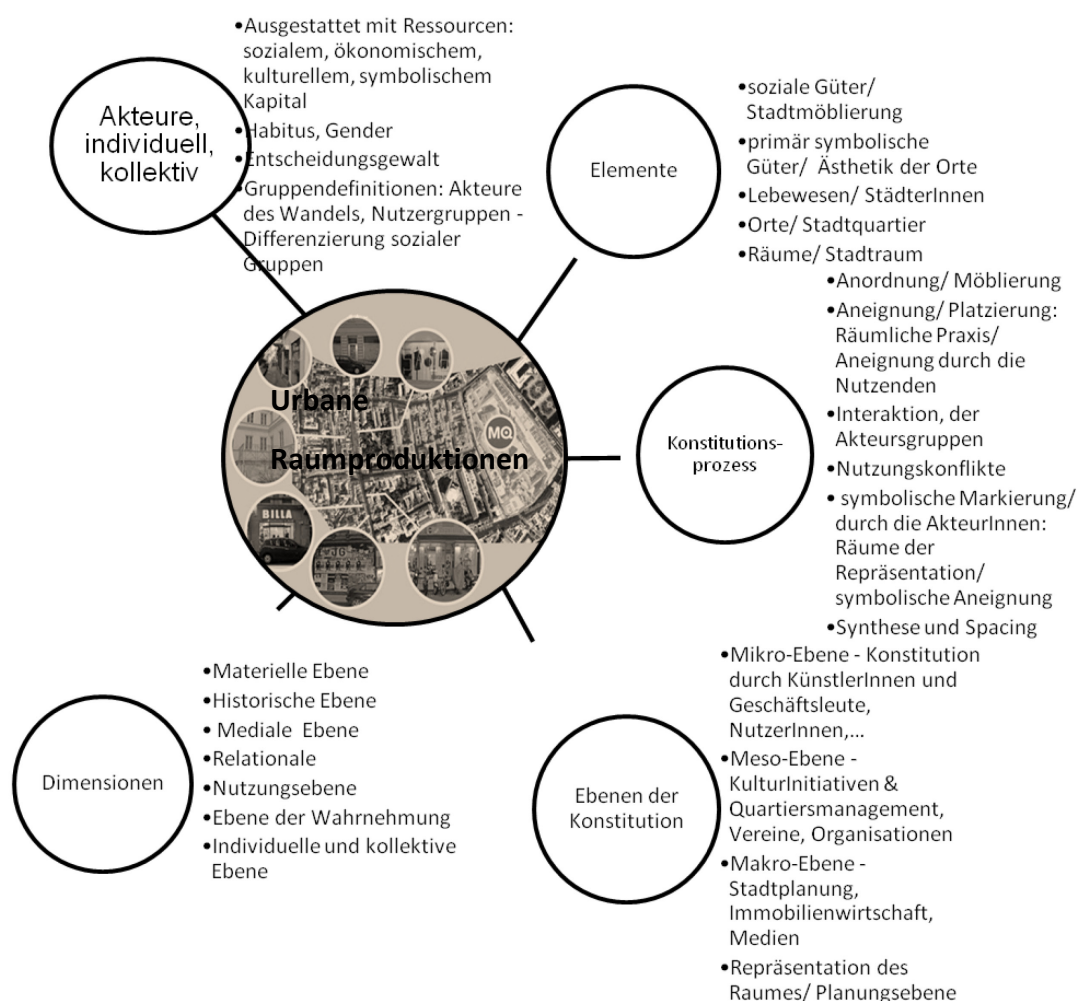 Akteure,
individuell,
kollektiv
•Ausgestattet mit Ressourcen:
sozialem, ökonomischem,
kulturellem, symbolischem
Kapital
•Habitus, Gender
•Entscheidungsgewalt
•Gruppendefinitionen: Akteure
des Wandels, Nutzergruppen -
Differenzierung sozialer
Gruppen
Elemente
•soziale Güter/
Stadtmöblierung
•primär symbolische
Güter/ Ästhetik der Orte
•Lebewesen/ StädterInnen
•Orte/ Stadtquartier
•Räume/ Stadtraum
Urbane
Raumproduktionen
MQ
BILLA
JG
Konstitutions-
prozess
•Anordnung/ Möblierung
•Aneignung/ Platzierung:
Räumliche Praxis/
Aneignung durch die
Nutzenden
•Interaktion, der
Akteursgruppen
•Nutzungskonflikte
• symbolische Markierung/
durch die AkteurInnen:
Räume der
Repräsentation/
symbolische Aneignung
•Synthese und Spacing
Dimensionen
•Materielle Ebene
•Historische Ebene
• Mediale Ebene
•Relationale
•Nutzungsebene
•Ebene der Wahrnehmung
•Individuelle und kollektive
Ebene
Ebenen der
Konstitution
•Mikro-Ebene - Konstitution
durch KünstlerInnen und
Geschäftsleute,
NutzerInnen,...
•Meso-Ebene -
KulturInitiativen &
Quartiersmanagement,
Vereine, Organisationen
•Makro-Ebene -
Stadtplanung,
Immobilienwirtschaft,
Medien
•Repräsentation des
Raumes/ Planungsebene